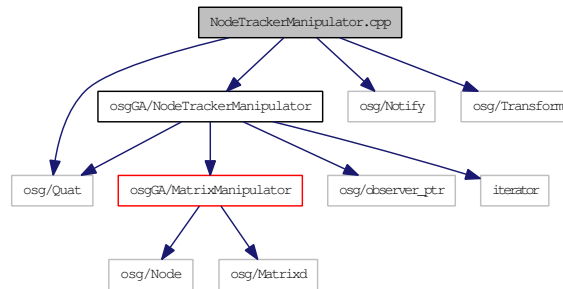 NodeTrackerManipulator.cpp
osgGA/NodeTrackerManipulator
osg/Notify
osg/Transform
osg/Quat
osgGA/MatrixManipulator
osg/observer_ptr
iterator
osg/Node
osg/Matrixd